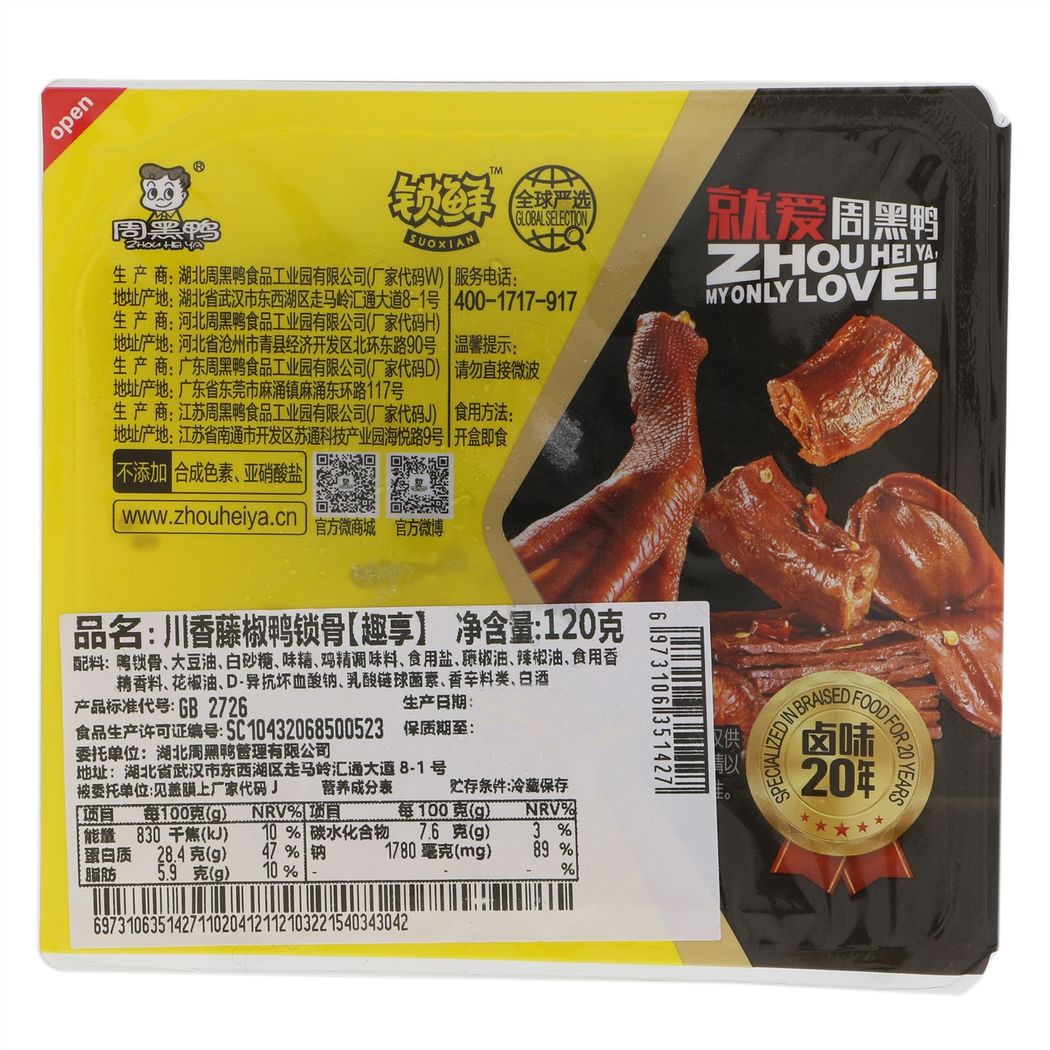 open
®
周黑鸭
ZHOU HEI YA
锁鲜™
SUOXIAN
全球严选
GLOBAL SELECTION
就爱周黑鸭
ZHOU HEI YA,
MY ONLY LOVE!
生 产 商：湖北周黑鸭食品工业园有限公司(厂家代码W)
地址/产地：湖北省武汉市东西湖区走马岭汇通大道8-1号
生 产 商：河北周黑鸭食品工业园有限公司(厂家代码H)
地址/产地：河北省沧州市青县经济开发区北环东路90号
生 产 商：广东周黑鸭食品工业园有限公司(厂家代码D)
地址/产地：广东省东莞市麻涌镇麻涌东环路117号
生 产 商：江苏周黑鸭食品工业园有限公司(厂家代码J)
地址/产地：江苏省南通市开发区苏通科技产业园海悦路9号
服务电话：
400-1717-917
温馨提示：
请勿直接微波
食用方法：
开盒即食
不添加 合成色素、亚硝酸盐
www.zhouheiya.cn
官方微商城
官方微博
品名：川香藤椒鸭锁骨【趣享】 净含量:120克
配料：鸭锁骨、大豆油、白砂糖、味精、鸡精调味料、食用盐、藤椒油、辣椒油、食用香
精香料、花椒油、D-异抗坏血酸钠、乳酸链球菌素、香辛料类、白酒
产品标准代号：GB 2726 生产日期：
食品生产许可证编号：SC10432068500523 保质期至：
委托单位：湖北周黑鸭管理有限公司
地址：湖北省武汉市东西湖区走马岭汇通大道 8-1 号
被委托单位:见盖膜上厂家代码 J 营养成分表 贮存条件:冷藏保存
项目 每100克(g) NRV% 项目 每100克(g) NRV%
能量 830 千焦(kJ) 10 % 碳水化合物 7.6 克(g) 3 %
蛋白质 28.4 克(g) 47 % 钠 1780 毫克(mg) 89 %
脂肪 5.9 克(g) 10 % - - - %
697310635142711020412112103221540343042
6973106351427
仅供
请以
准。
SPECIALIZED IN BRAISED FOOD FOR 20 YEARS
卤味
20年